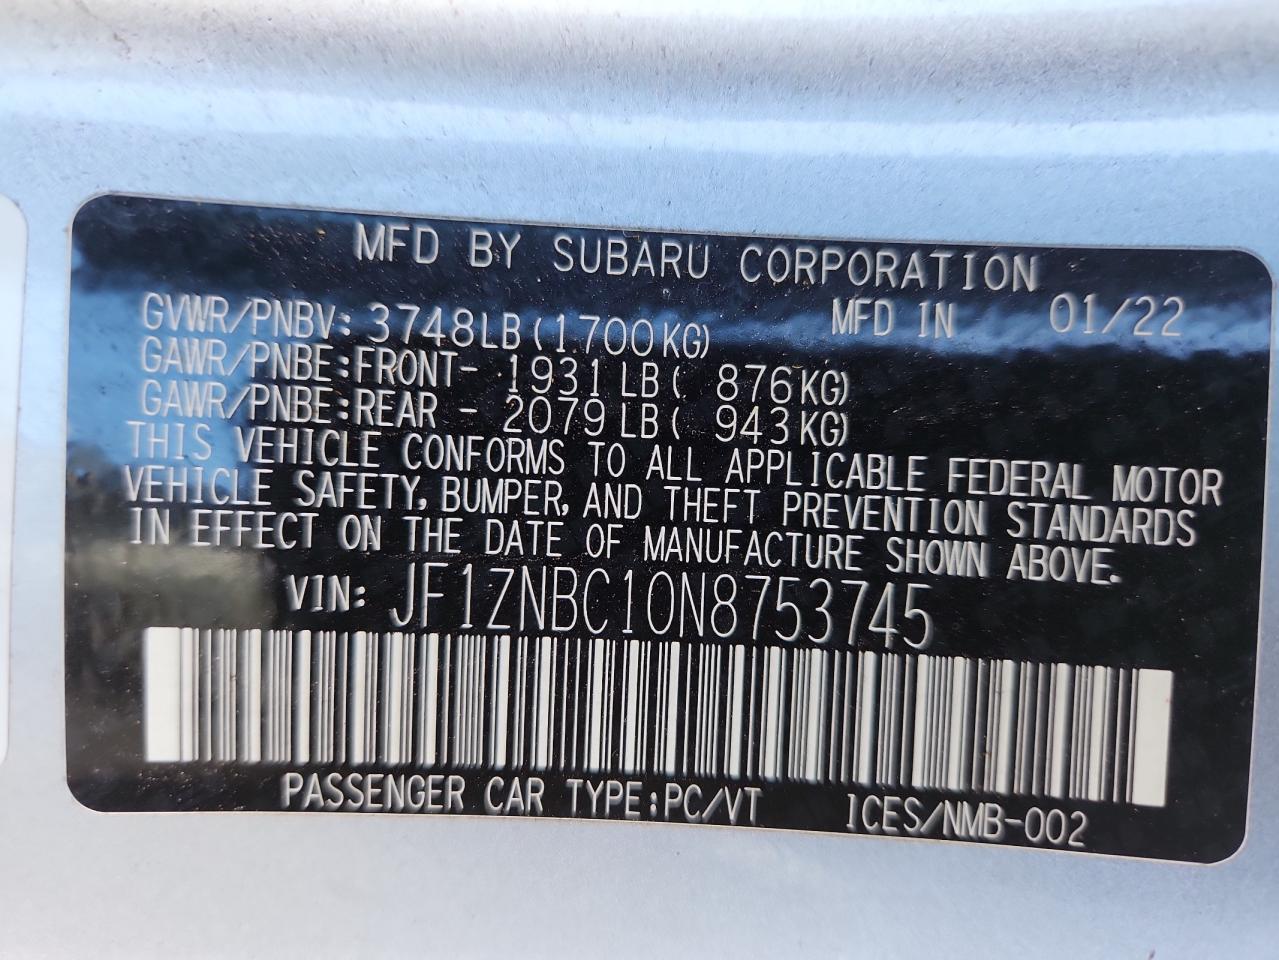 MFD BY SUBARU CORPORATION
GVWR/PNBV: 3748LB(1700KG) MFD IN 01/22
GAWR/PNBE:FRONT- 1931 LB( 876KG)
GAWR/PNBE:REAR - 2079 LB( 943KG)
THIS VEHICLE CONFORMS TO ALL APPLICABLE FEDERAL MOTOR
VEHICLE SAFETY, BUMPER, AND THEFT PREVENTION STANDARDS
IN EFFECT ON THE DATE OF MANUFACTURE SHOWN ABOVE.
VIN: JF1ZNBC10N8753745
PASSENGER CAR TYPE:PC/VT ICES/NMB-002